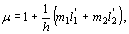 μ = 1 + 1/h (m₁l₁′ + m₂l₂′),